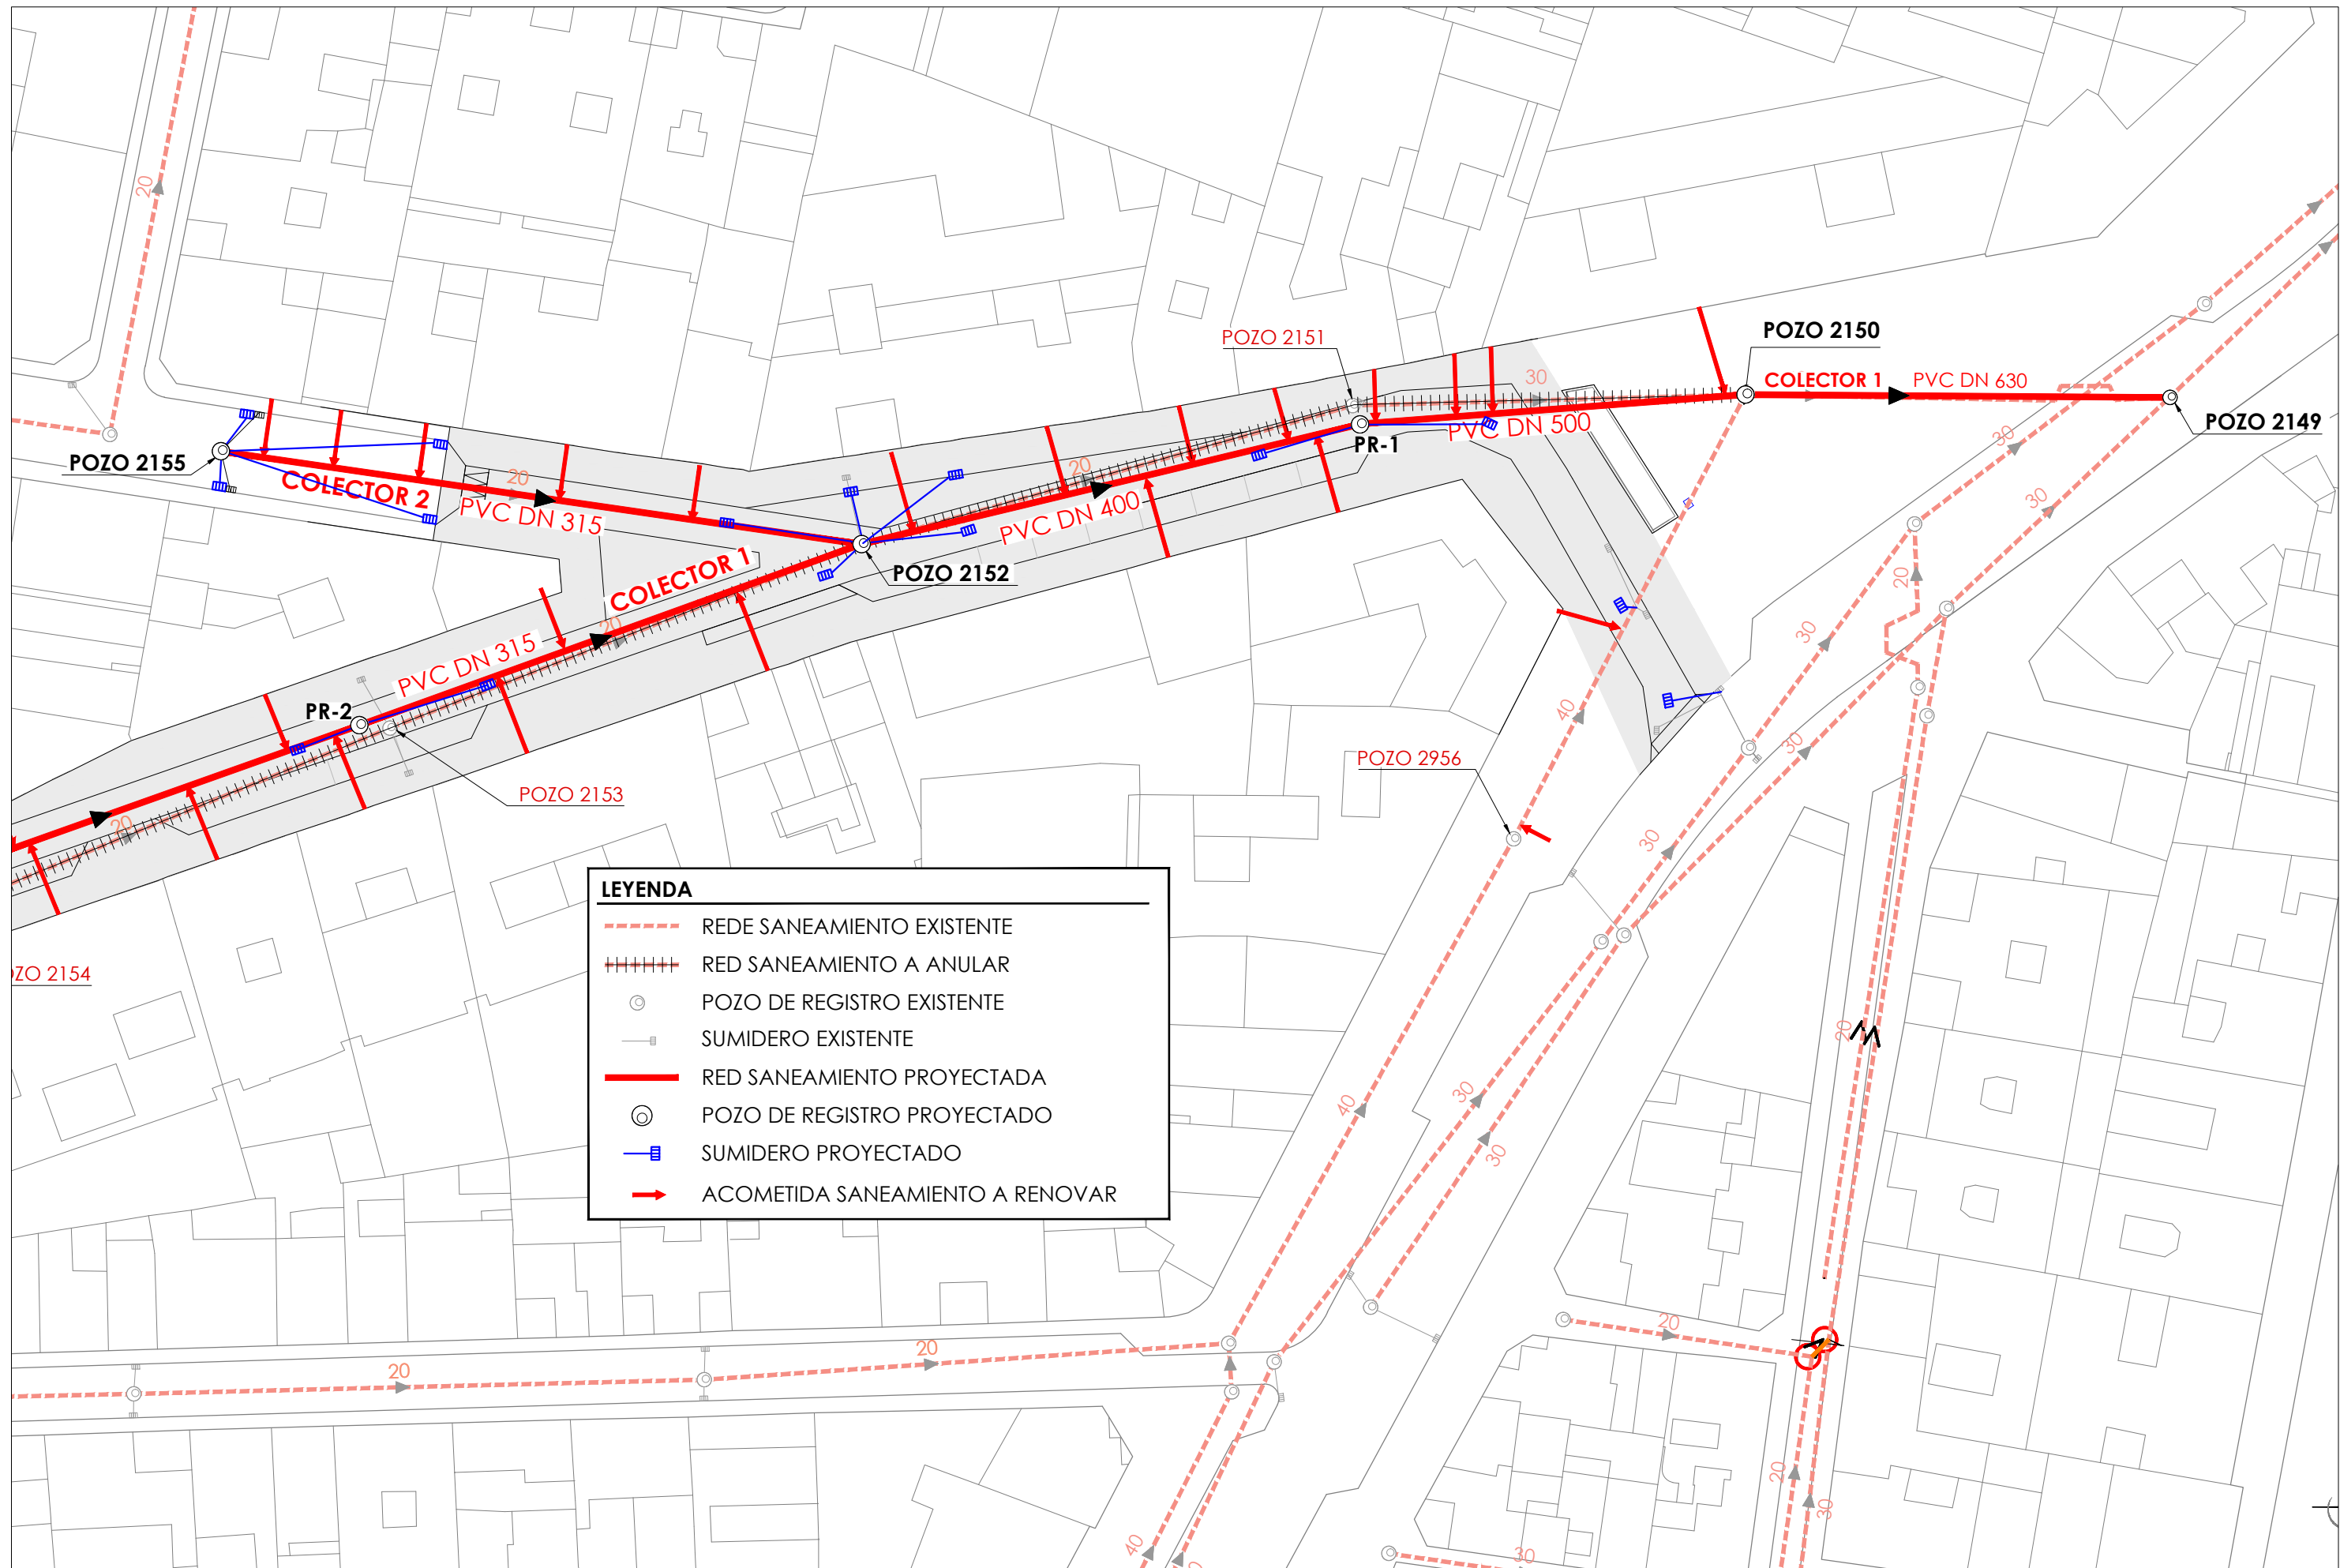 20
POZO 2151
POZO 2150
30
COLECTOR 1
PVC DN 630
POZO 2149
PVC DN 500
PR-1
POZO 2155
COLECTOR 2
20
PVC DN 315
20
PVC DN 400
30
30
POZO 2152
COLECTOR 1
20
20
PVC DN 315
30
PR-2
40
30
POZO 2153
POZO 2956
20
30
ZO 2154
LEYENDA
REDE SANEAMIENTO EXISTENTE
RED SANEAMIENTO A ANULAR
POZO DE REGISTRO EXISTENTE
SUMIDERO EXISTENTE
RED SANEAMIENTO PROYECTADA
POZO DE REGISTRO PROYECTADO
SUMIDERO PROYECTADO
ACOMETIDA SANEAMIENTO A RENOVAR
20
40
30
30
20
20
20
20
30
40
30